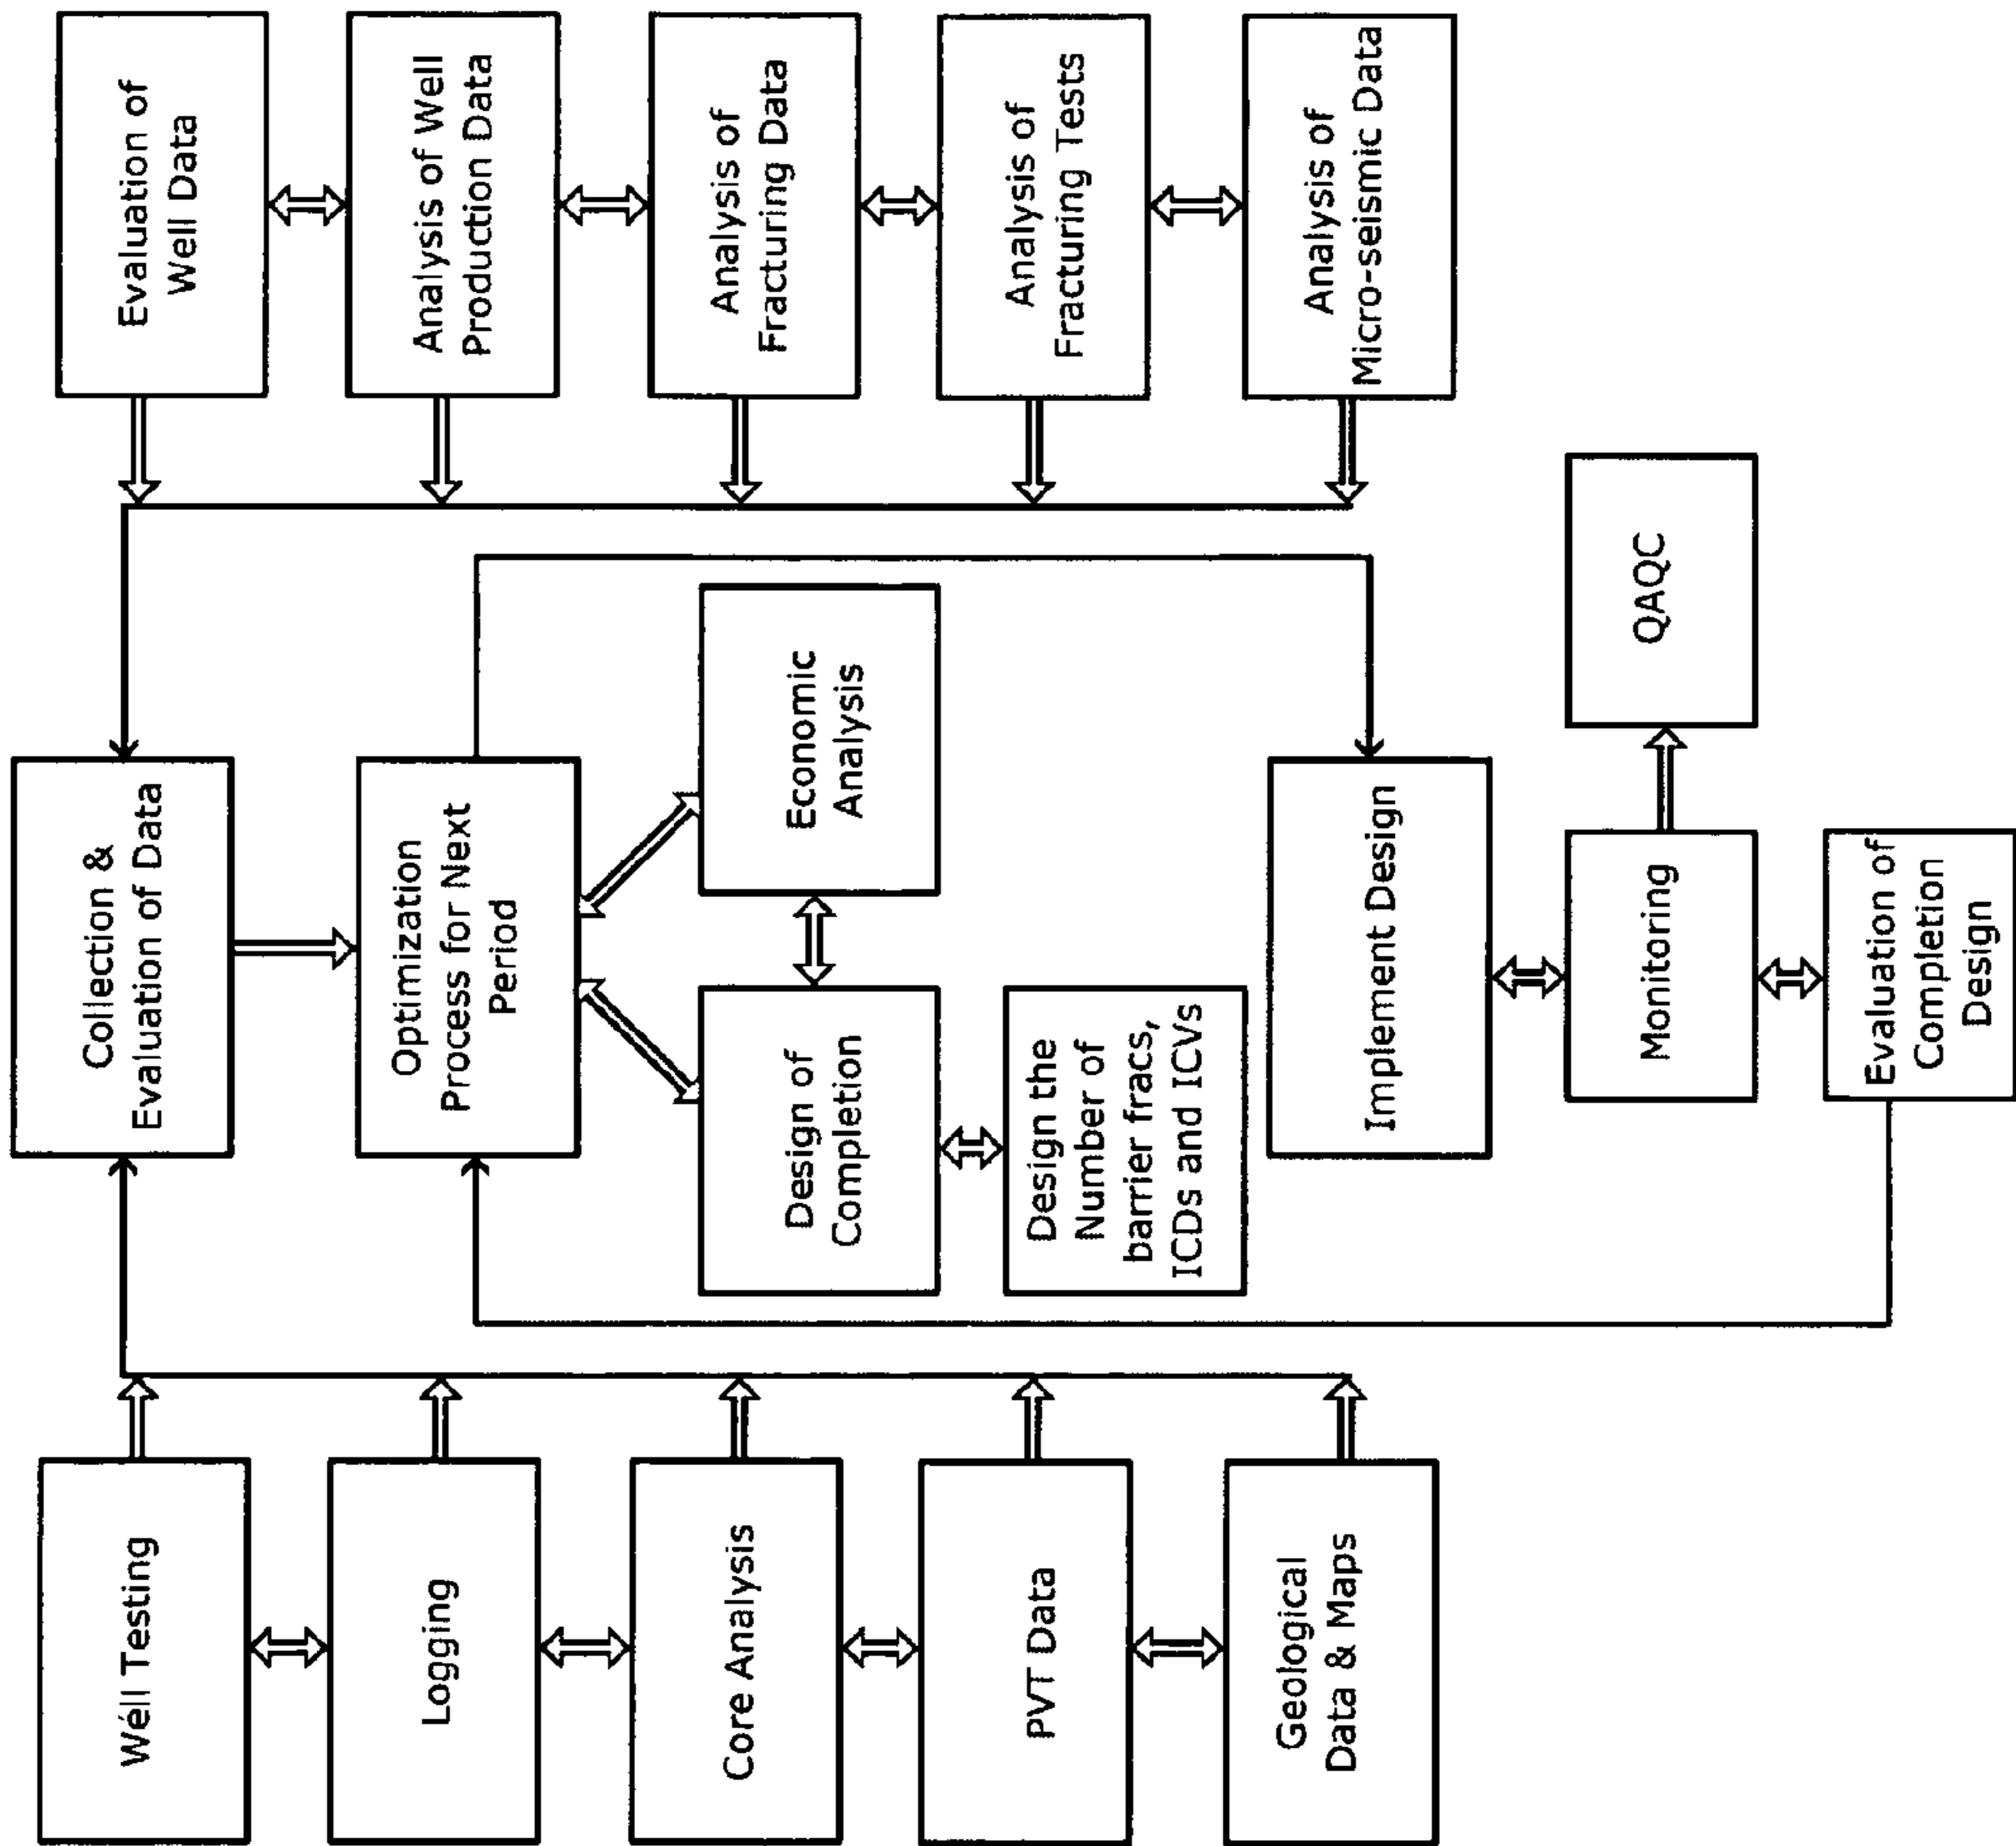 Well Testing
Logging
Core Analysis
PVT Data
Geological
Data & Maps
Collection &
Evaluation of Data
Optimization
Process for Next
Period
Design of
Completion
Economic
Analysis
Design the
Number of
barrier fracs,
ICDs and ICVs
Implement Design
Monitoring
QAQC
Evaluation of
Completion
Design
Evaluation of
Well Data
Analysis of Well
Production Data
Analysis of
Fracturing Data
Analysis of
Fracturing Tests
Analysis of
Micro-seismic Data